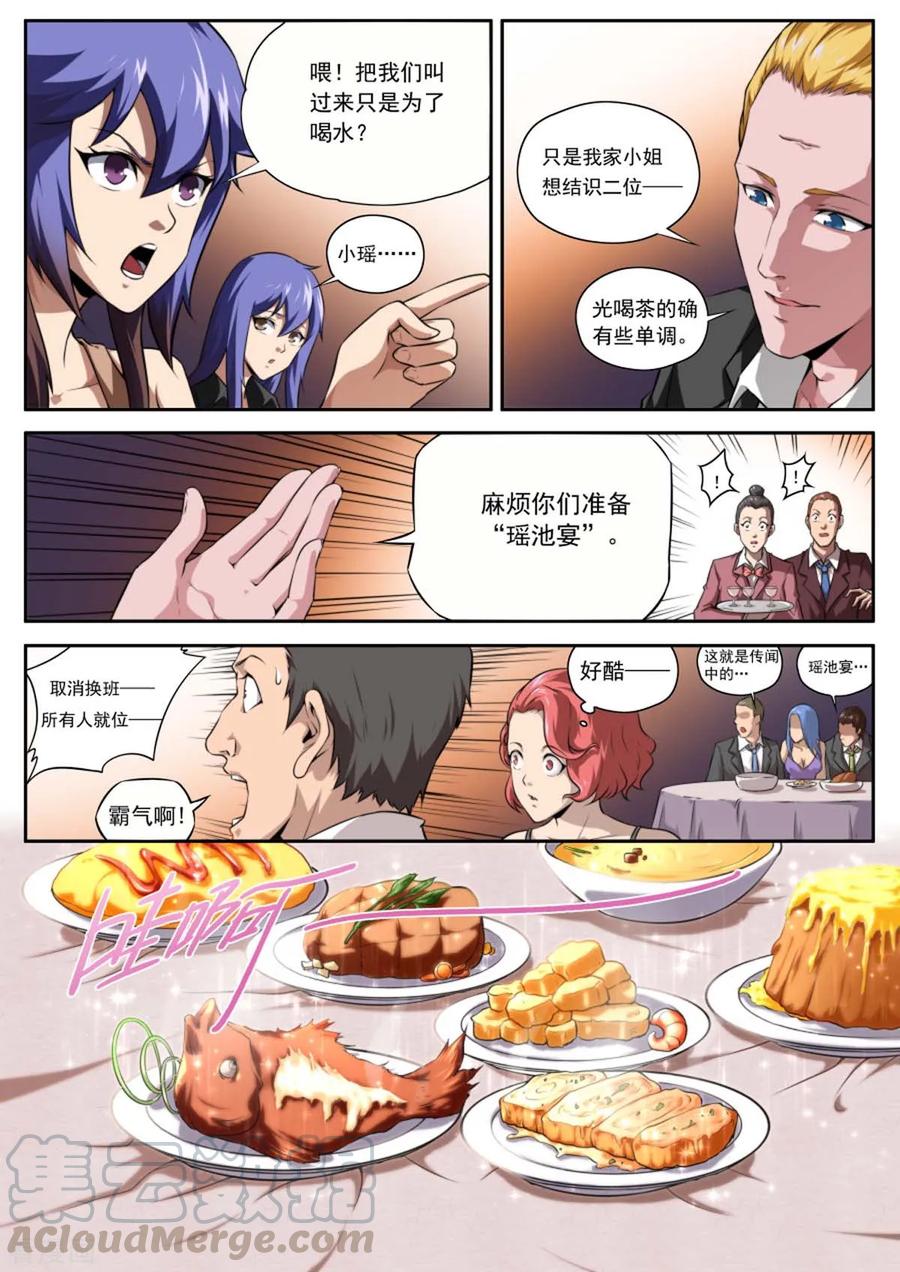 喂！把我们叫
过来只是为了
喝水？
小瑶……
只是我家小姐
想结识二位——
光喝茶的确
有些单调。
麻烦你们准备
“瑶池宴”。
！
！
取消换班——
所有人就位——
霸气啊！
好酷——
这就是传闻
中的…
瑶池宴…
哇啊——
集云数据
ACloudMerge.com